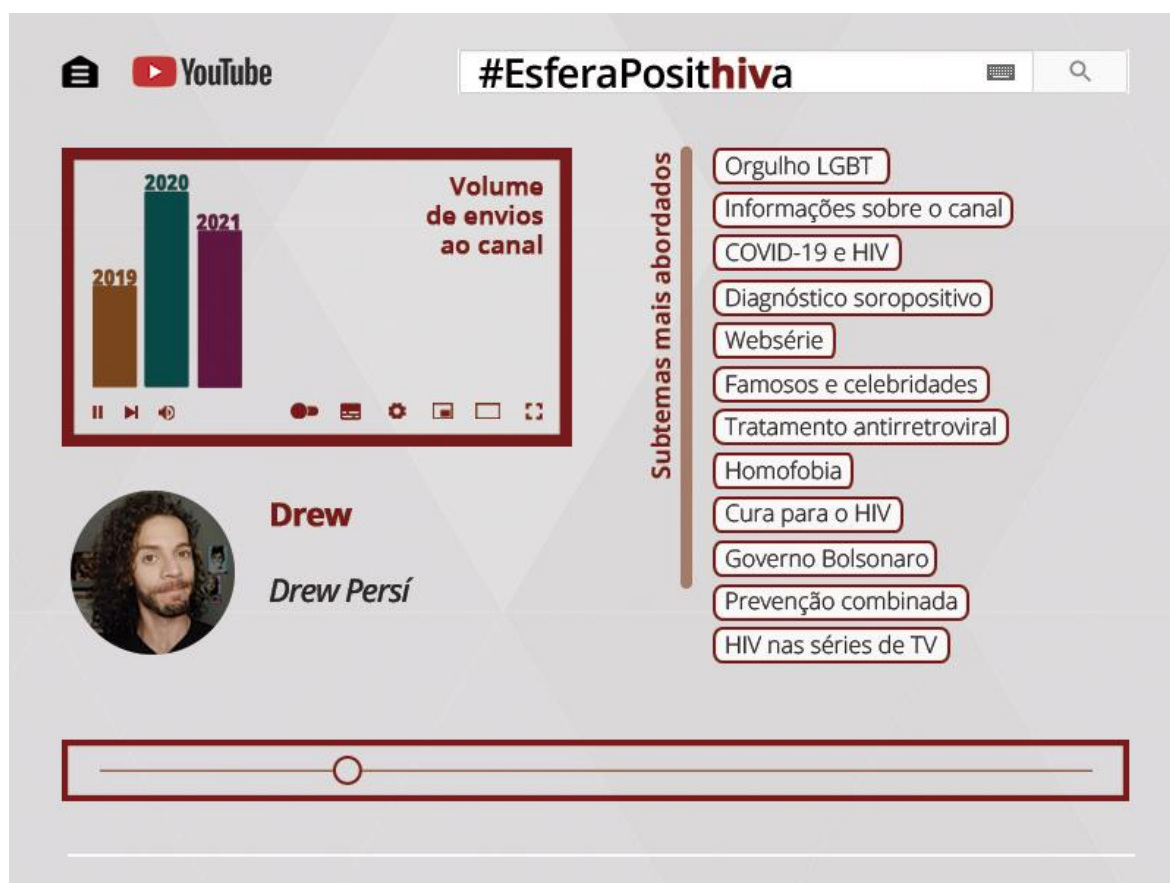 YouTube
#EsferaPosithiva
2020
2021
2019
Volume
de envios
ao canal
Drew
Drew Persí
Subtemas mais abordados
Orgulho LGBT
Informações sobre o canal
COVID-19 e HIV
Diagnóstico soropositivo
Websérie
Famosos e celebridades
Tratamento antirretroviral
Homofobia
Cura para o HIV
Governo Bolsonaro
Prevenção combinada
HIV nas séries de TV